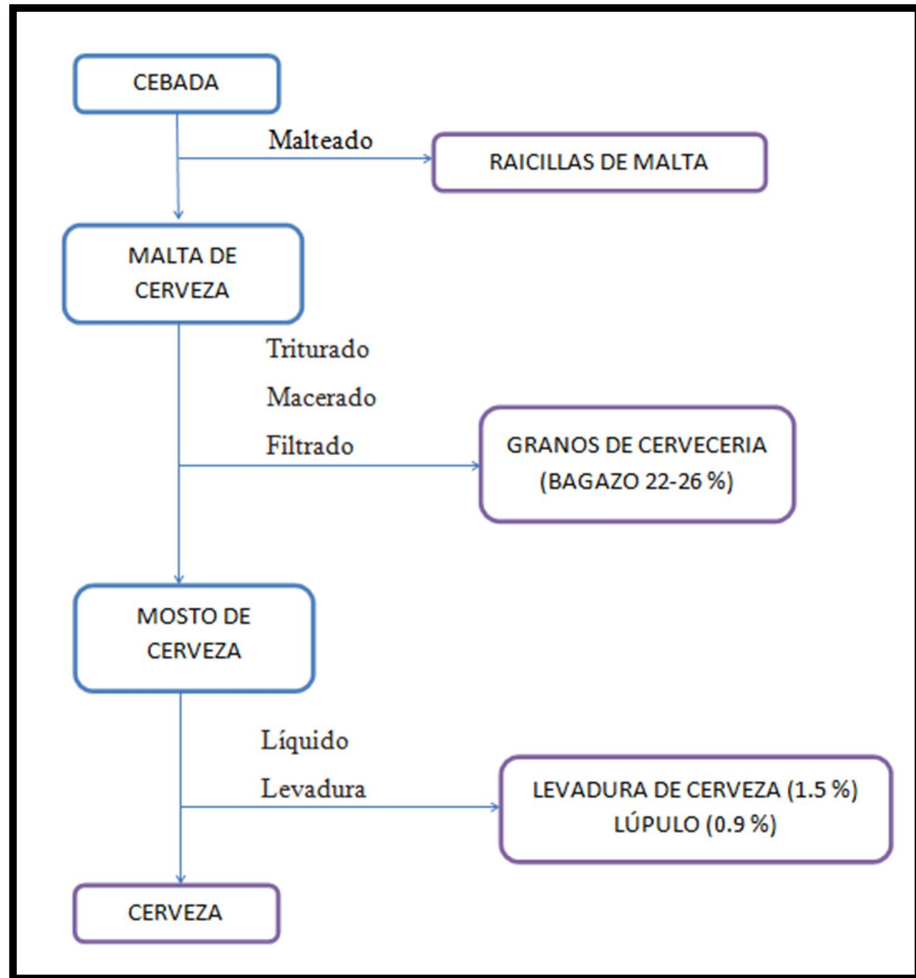 CEBADA
Malteado
RAICILLAS DE MALTA
MALTA DE
CERVEZA
Triturado
Macerado
Filtrado
GRANOS DE CERVECERIA
(BAGAZO 22-26 %)
MOSTO DE
CERVEZA
Líquido
Levadura
LEVADURA DE CERVEZA (1.5 %)
LÚPULO (0.9 %)
CERVEZA